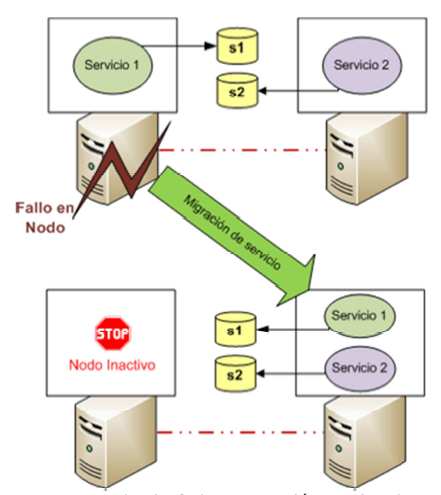 Servicio 1
s1
s2
Servicio 2
Fallo en
Nodo
Migración de servicio
STOP
Nodo Inactivo
s1
s2
Servicio 1
Servicio 2